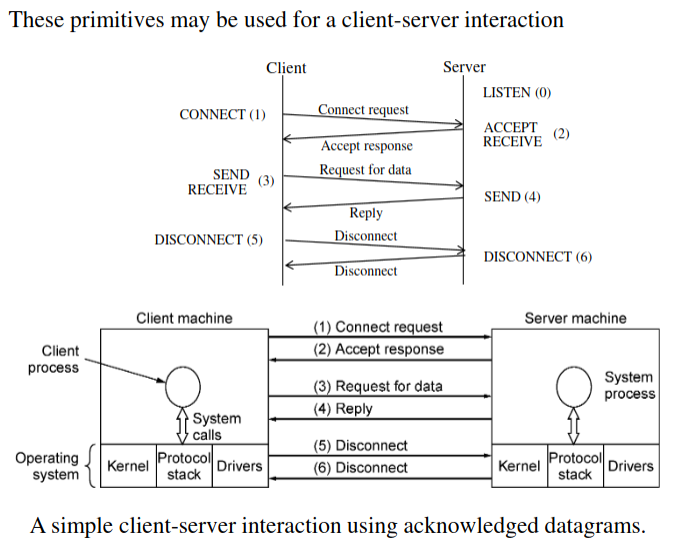 These primitives may be used for a client-server interaction
Client
Server
LISTEN (0)
CONNECT (1)
Connect request
ACCEPT
RECEIVE
(2)
Accept response
SEND
RECEIVE
(3)
Request for data
SEND (4)
Reply
DISCONNECT (5)
Disconnect
DISCONNECT (6)
Disconnect
Client machine
Server machine
(1) Connect request
(2) Accept response
Client
process
(3) Request for data
(4) Reply
System
process
System
calls
(5) Disconnect
(6) Disconnect
Operating
system
Kernel
Protocol
stack
Drivers
Kernel
Protocol
stack
Drivers
A simple client-server interaction using acknowledged datagrams.